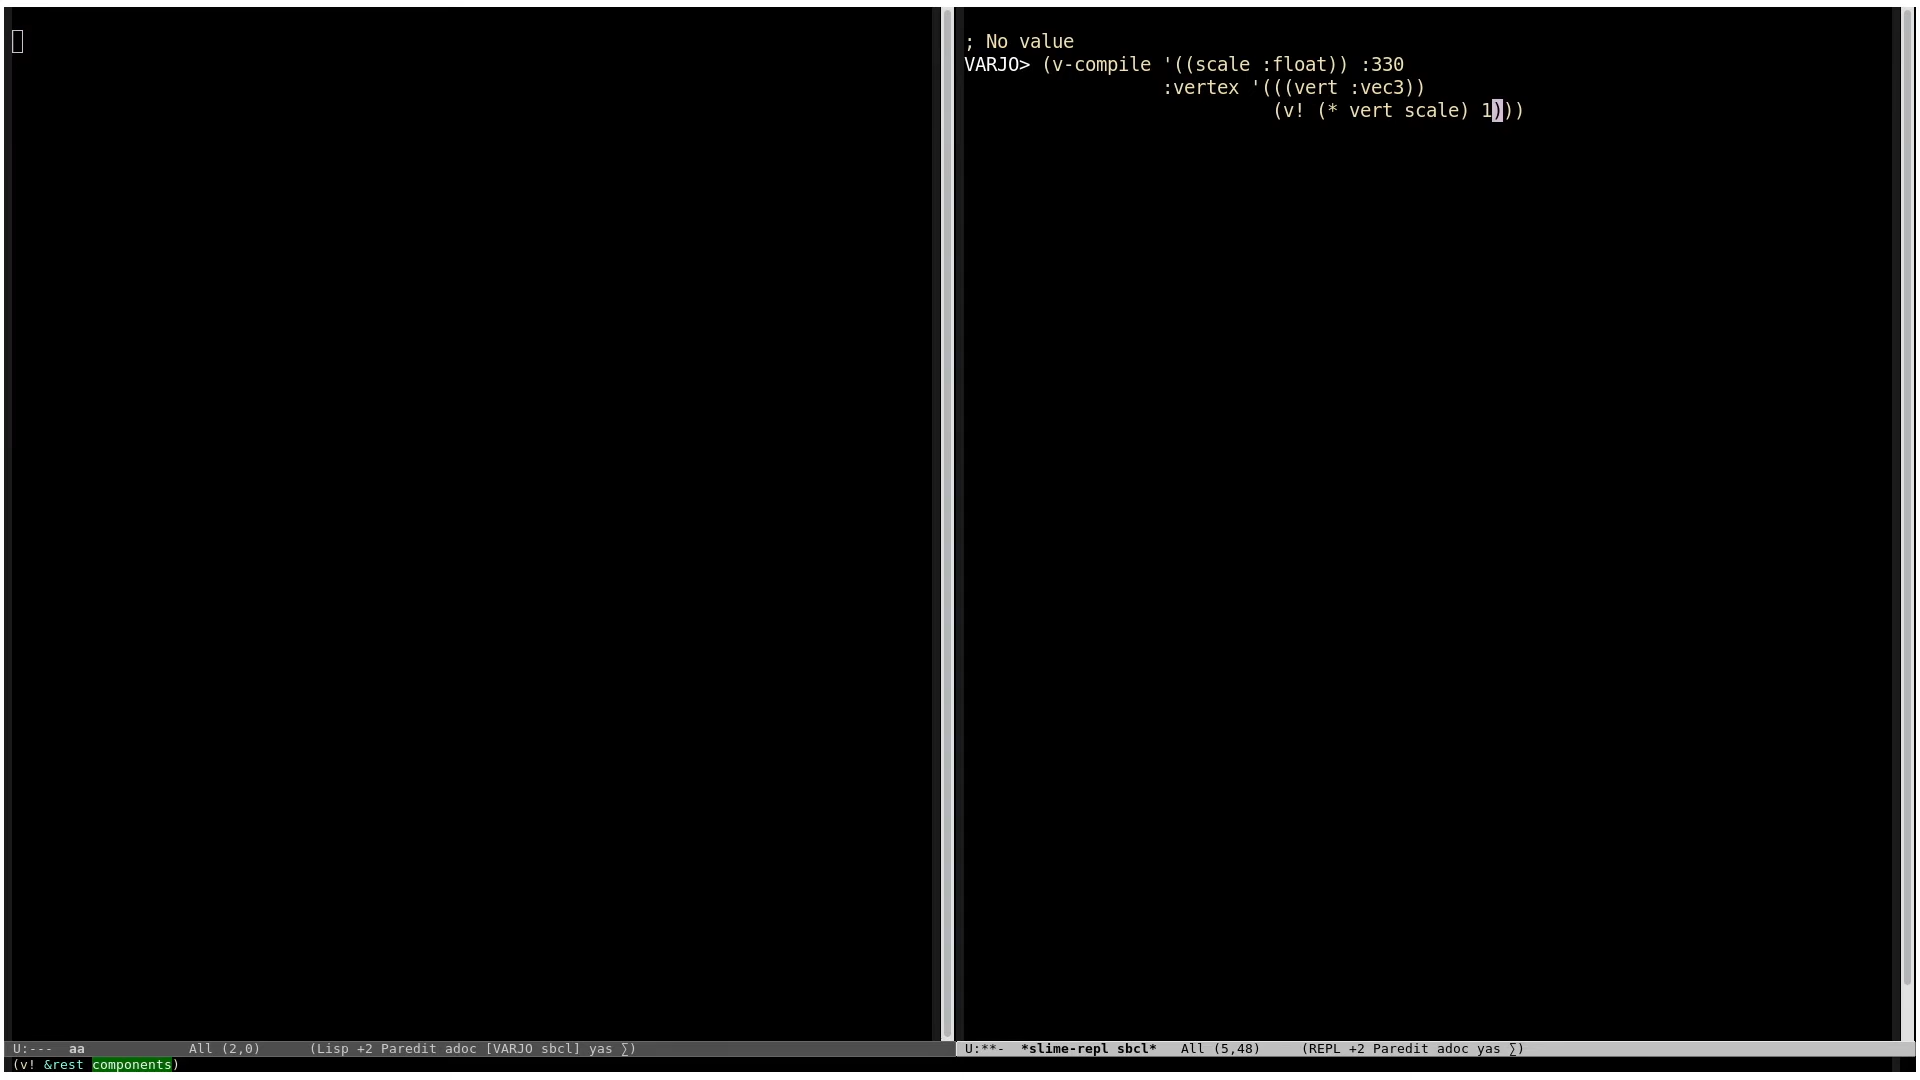 ; No value
VARJO> (v-compile '((scale :float)) :330
                  :vertex '(((vert :vec3))
                            (v! (* vert scale) 1)))
U:---  aa             All (2,0)      (Lisp +2 Paredit adoc [VARJO sbcl] yas ∑)
U:**-  *slime-repl sbcl*   All (5,48)     (REPL +2 Paredit adoc yas ∑)
(v! &rest components)